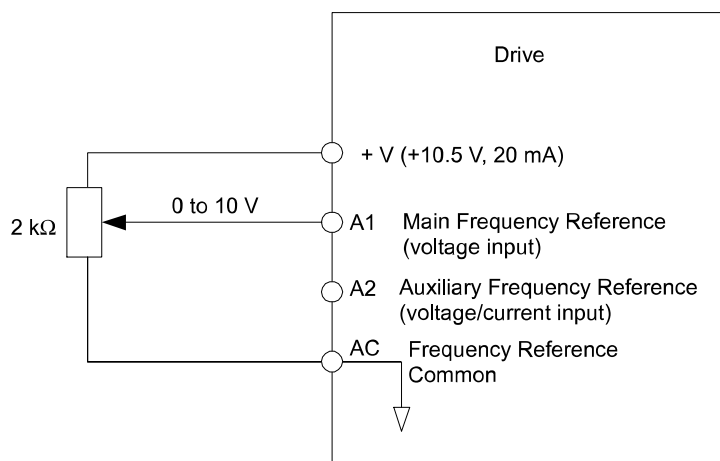 Drive
+ V (+10.5 V, 20 mA)
0 to 10 V
2 kΩ
A1 Main Frequency Reference
(voltage input)
A2 Auxiliary Frequency Reference
(voltage/current input)
AC Frequency Reference
Common